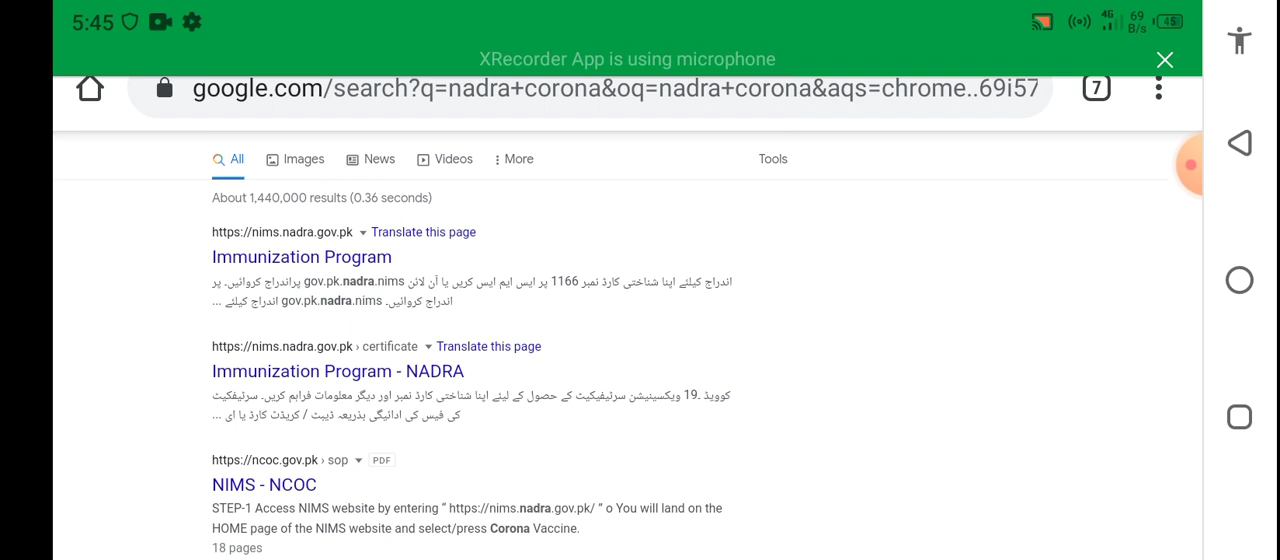 5:45
4G
69
B/s
45
XRecorder App is using microphone
google.com/search?q=nadra+corona&oq=nadra+corona&aqs=chrome..69i57
7
All Images News Videos More Tools
About 1,440,000 results (0.36 seconds)
https://nims.nadra.gov.pk Translate this page
Immunization Program
اندراج کیلئے اپنا شناختی کارڈ نمبر 1166 پر ایس ایم ایس کریں یا آن لائن gov.pk.nadra.nims پراندراج کروائیں۔ پر
اندراج کروائیں۔ gov.pk.nadra.nims اندراج کیلئے ...
https://nims.nadra.gov.pk › certificate Translate this page
Immunization Program - NADRA
کوویڈ ـ19 ویکسینیشن سرٹیفیکیٹ کے حصول کے لیئے اپنا شناختی کارڈ نمبر اور دیگر معلومات فراہم کریں۔ سرٹیفکیٹ
کی فیس کی ادائیگی بذریعہ ڈیبٹ / کریڈٹ کارڈ یا ای ...
https://ncoc.gov.pk › sop PDF
NIMS - NCOC
STEP-1 Access NIMS website by entering “ https://nims.nadra.gov.pk/ ” o You will land on the
HOME page of the NIMS website and select/press Corona Vaccine.
18 pages